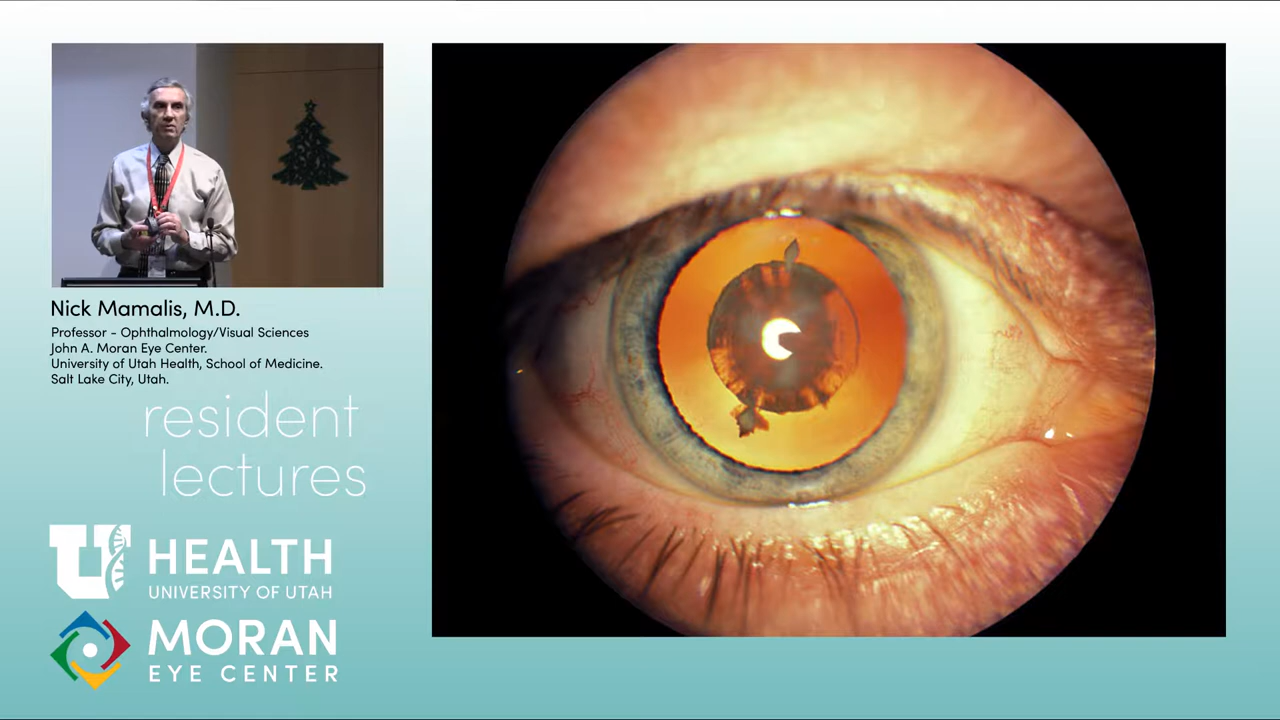 Nick Mamalis, M.D.
Professor - Ophthalmology/Visual Sciences
John A. Moran Eye Center.
University of Utah Health, School of Medicine.
Salt Lake City, Utah.
resident
lectures
U HEALTH
UNIVERSITY OF UTAH
MORAN
EYE CENTER